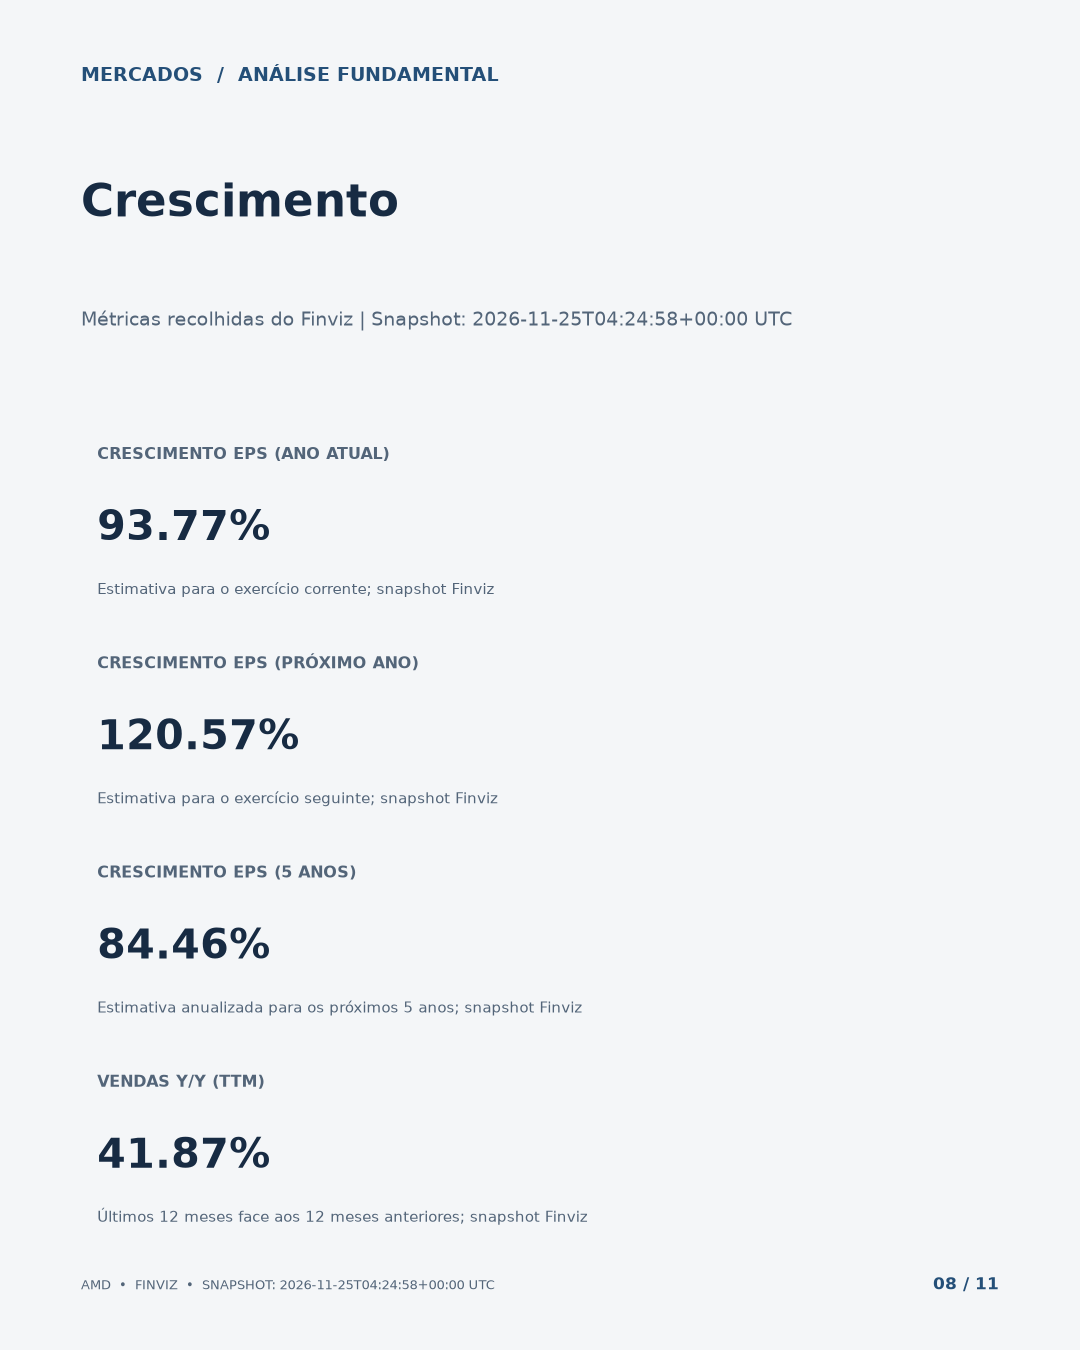 MERCADOS / ANÁLISE FUNDAMENTAL
Crescimento
Métricas recolhidas do Finviz | Snapshot: 2026-11-25T04:24:58+00:00 UTC
CRESCIMENTO EPS (ANO ATUAL)
93.77%
Estimativa para o exercício corrente; snapshot Finviz
CRESCIMENTO EPS (PRÓXIMO ANO)
120.57%
Estimativa para o exercício seguinte; snapshot Finviz
CRESCIMENTO EPS (5 ANOS)
84.46%
Estimativa anualizada para os próximos 5 anos; snapshot Finviz
VENDAS Y/Y (TTM)
41.87%
Últimos 12 meses face aos 12 meses anteriores; snapshot Finviz
AMD • FINVIZ • SNAPSHOT: 2026-11-25T04:24:58+00:00 UTC
08 / 11